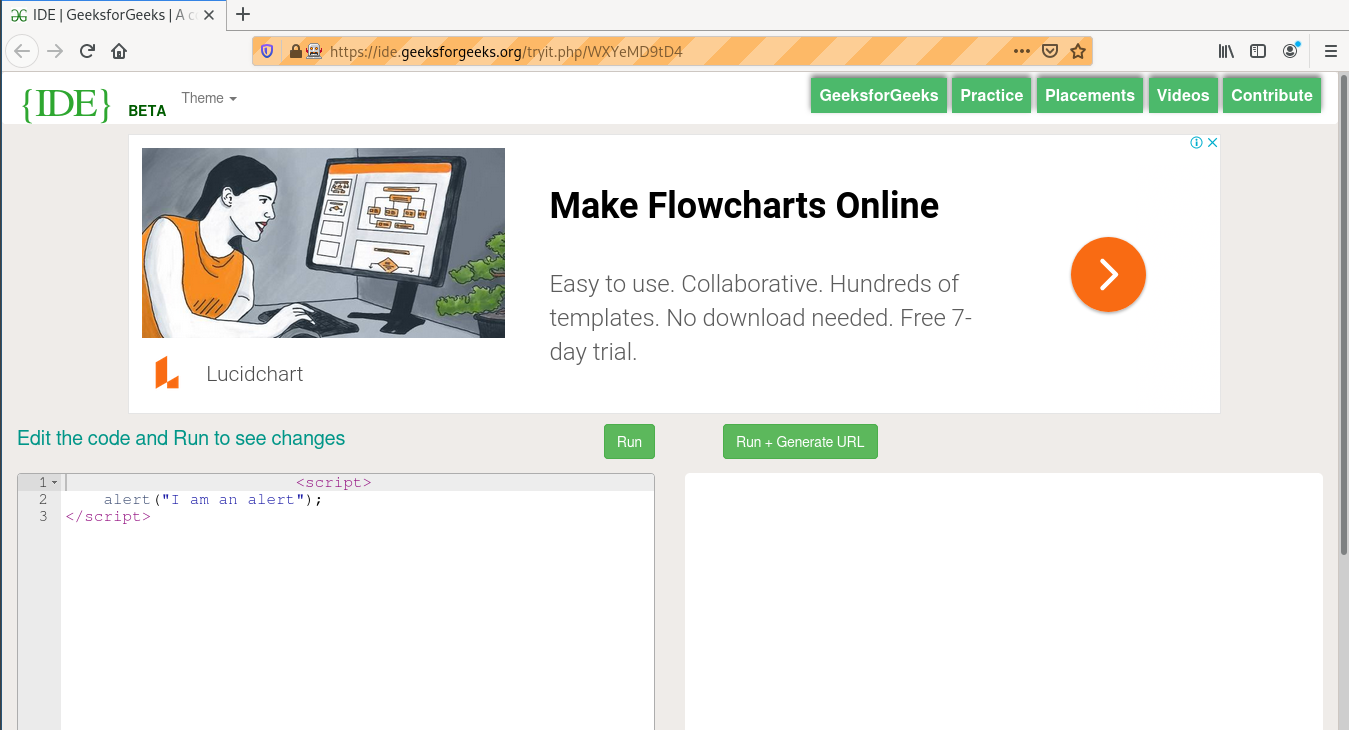 IDE | GeeksforGeeks | A c
https://ide.geeksforgeeks.org/tryit.php/WXYeMD9tD4
{IDE} BETA Theme
GeeksforGeeks Practice Placements Videos Contribute
Make Flowcharts Online
Easy to use. Collaborative. Hundreds of
templates. No download needed. Free 7-
day trial.
Lucidchart
Edit the code and Run to see changes
Run
Run + Generate URL
1 <script>
2 alert("I am an alert");
3 </script>